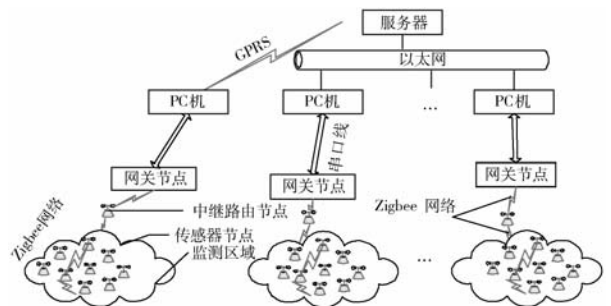 服务器
GPRS
以太网
PC机
PC机
...
PC机
串口线
网关节点
网关节点
网关节点
Zigbee网络
中继路由节点
Zigbee 网络
传感器节点
监测区域
...